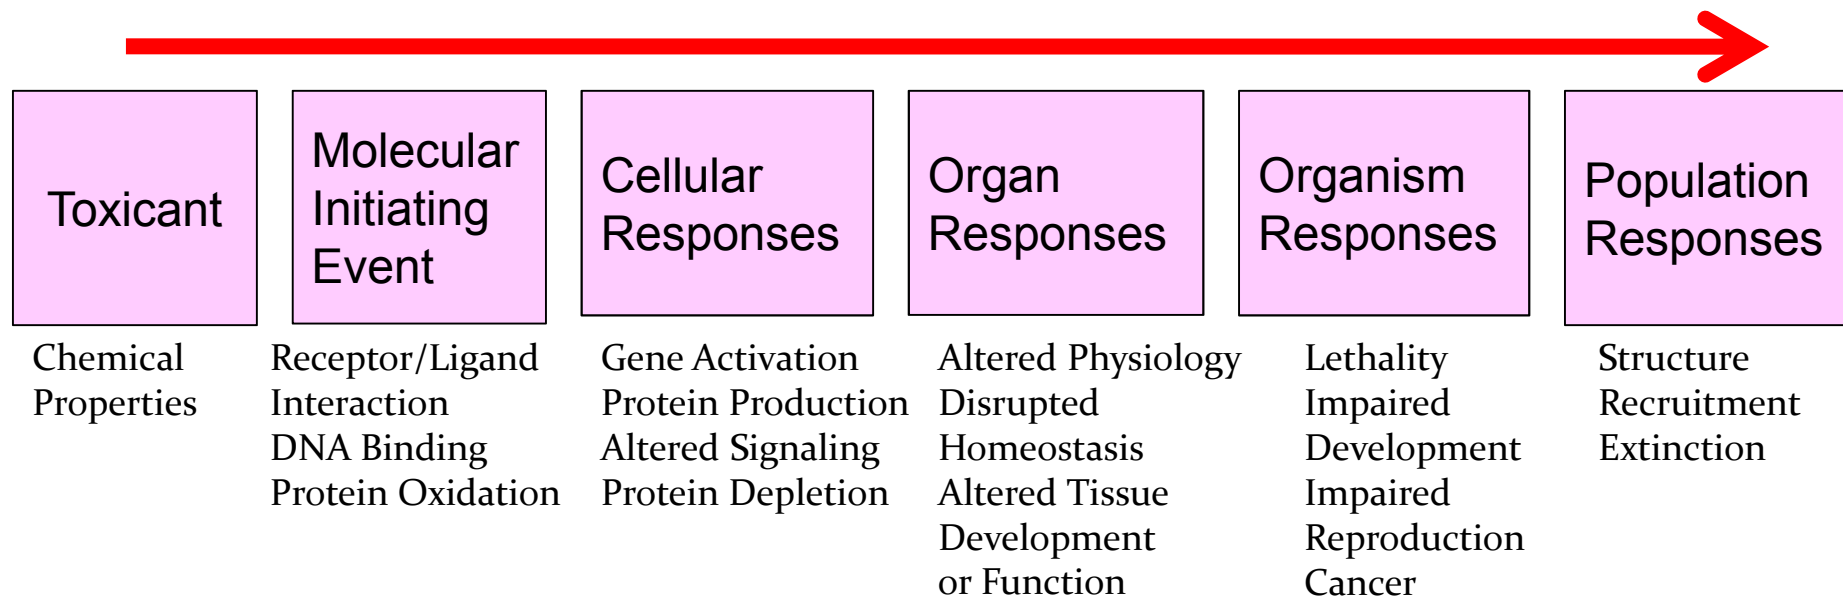 Toxicant
Molecular
Initiating
Event
Cellular
Responses
Organ
Responses
Organism
Responses
Population
Responses
Chemical
Properties
Receptor/Ligand
Interaction
DNA Binding
Protein Oxidation
Gene Activation
Protein Production
Altered Signaling
Protein Depletion
Altered Physiology
Disrupted
Homeostasis
Altered Tissue
Development
or Function
Lethality
Impaired
Development
Impaired
Reproduction
Cancer
Structure
Recruitment
Extinction